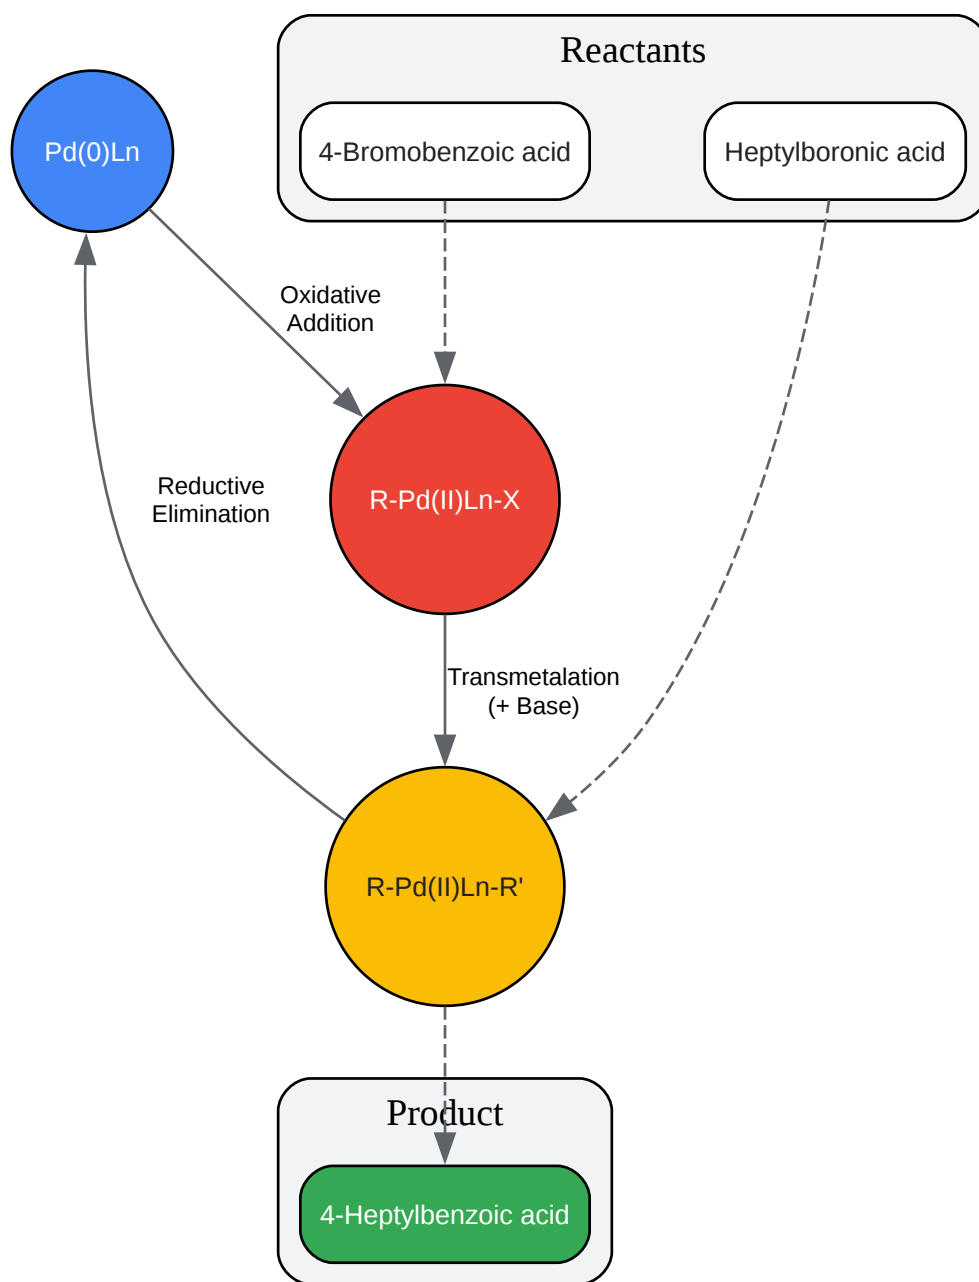 Reactants
Pd(0)Ln
4-Bromobenzoic acid
Heptylboronic acid
Oxidative
Addition
Reductive
Elimination
R-Pd(II)Ln-X
Transmetalation
(+ Base)
R-Pd(II)Ln-R'
Product
4-Heptylbenzoic acid